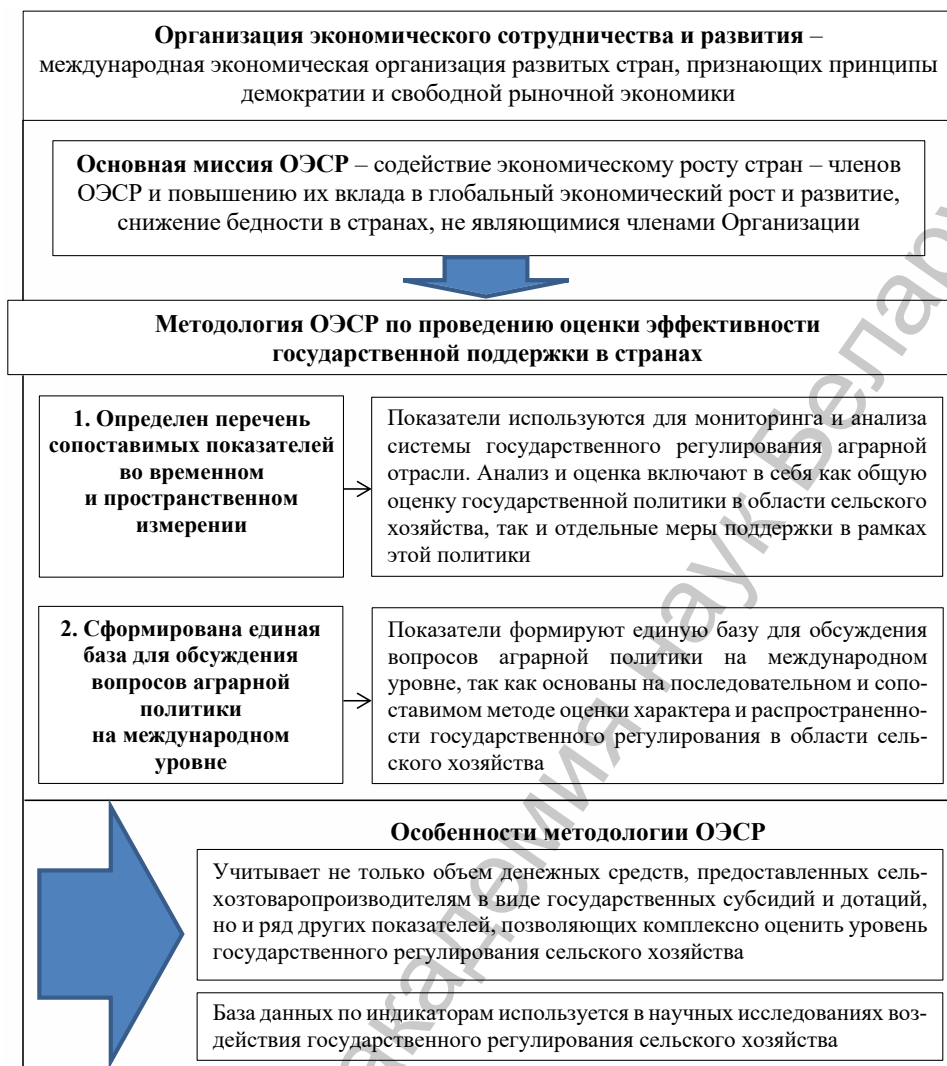 Организация экономического сотрудничества и развития –
международная экономическая организация развитых стран, признающих принципы
демократии и свободной рыночной экономики
Основная миссия ОЭСР – содействие экономическому росту стран – членов
ОЭСР и повышению их вклада в глобальный экономический рост и развитие,
снижение бедности в странах, не являющимися членами Организации
Методология ОЭСР по проведению оценки эффективности
государственной поддержки в странах
1. Определен перечень
сопоставимых показателей
во временном
и пространственном
измерении
Показатели используются для мониторинга и анализа
системы государственного регулирования аграрной
отрасли. Анализ и оценка включают в себя как общую
оценку государственной политики в области сельского
хозяйства, так и отдельные меры поддержки в рамках
этой политики
2. Сформирована единая
база для обсуждения
вопросов аграрной
политики
на международном
уровне
Показатели формируют единую базу для обсуждения
вопросов аграрной политики на международном
уровне, так как основаны на последовательном и сопо-
ставимом методе оценки характера и распространенно-
сти государственного регулирования в области сель-
ского хозяйства
Особенности методологии ОЭСР
Учитывает не только объем денежных средств, предоставленных сель-
хозтоваропроизводителям в виде государственных субсидий и дотаций,
но и ряд других показателей, позволяющих комплексно оценить уровень
государственного регулирования сельского хозяйства
База данных по индикаторам используется в научных исследованиях воз-
действия государственного регулирования сельского хозяйства
академия наук